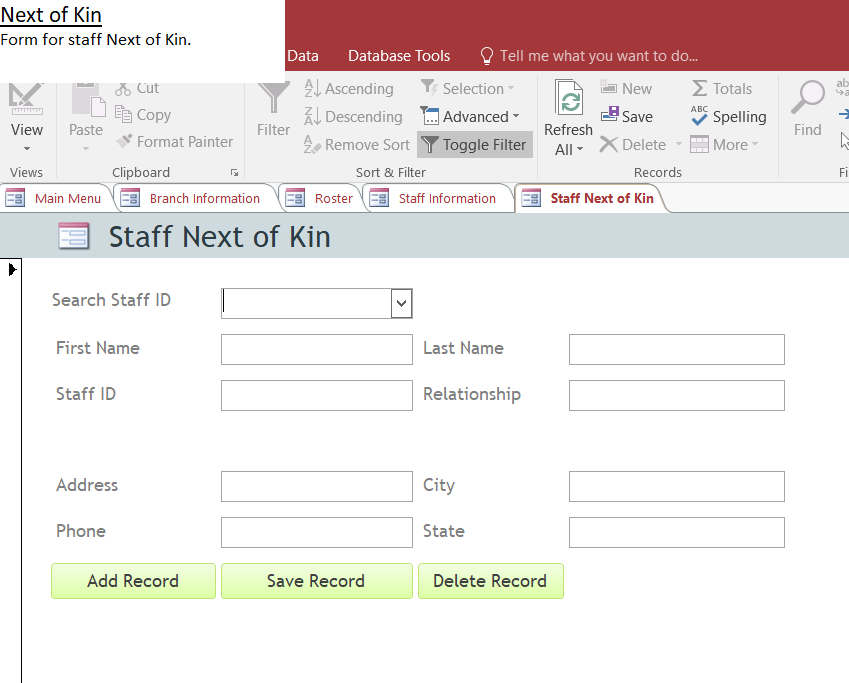 Next of Kin
Form for staff Next of Kin.
Data Database Tools Tell me what you want to do...
View
Views
Paste
Cut
Copy
Format Painter
Clipboard
Filter
Ascending
Descending
Remove Sort
Selection
Advanced
Toggle Filter
Sort & Filter
Refresh
All
New
Save
Delete
Totals
Spelling
More
Records
Find
Main Menu Branch Information Roster Staff Information Staff Next of Kin
Staff Next of Kin
Search Staff ID
First Name Last Name
Staff ID Relationship
Address City
Phone State
Add Record Save Record Delete Record